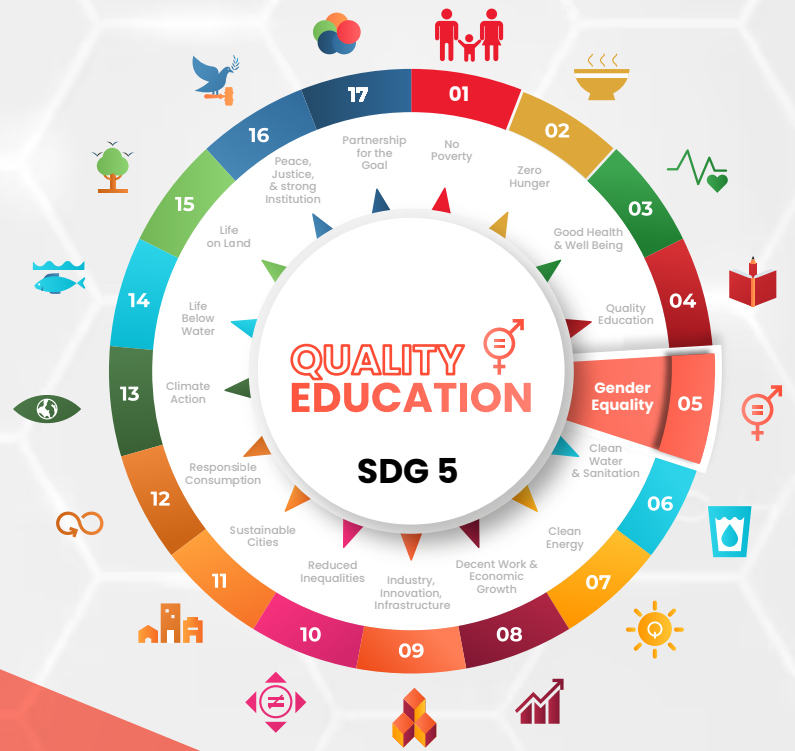 01
No
Poverty
02
Zero
Hunger
03
Good Health
& Well Being
04
Quality
Education
05
Gender
Equality
06
Clean
Water
& Sanitation
07
Clean
Energy
08
Decent Work &
Economic
Growth
09
Industry,
Innovation,
Infrastructure
10
Reduced
Inequalities
11
Sustainable
Cities
12
Responsible
Consumption
13
Climate
Action
14
Life
Below
Water
15
Life
on Land
16
Peace,
Justice,
& strong
Institution
17
Partnership
for the
Goal
QUALITY
EDUCATION
SDG 5